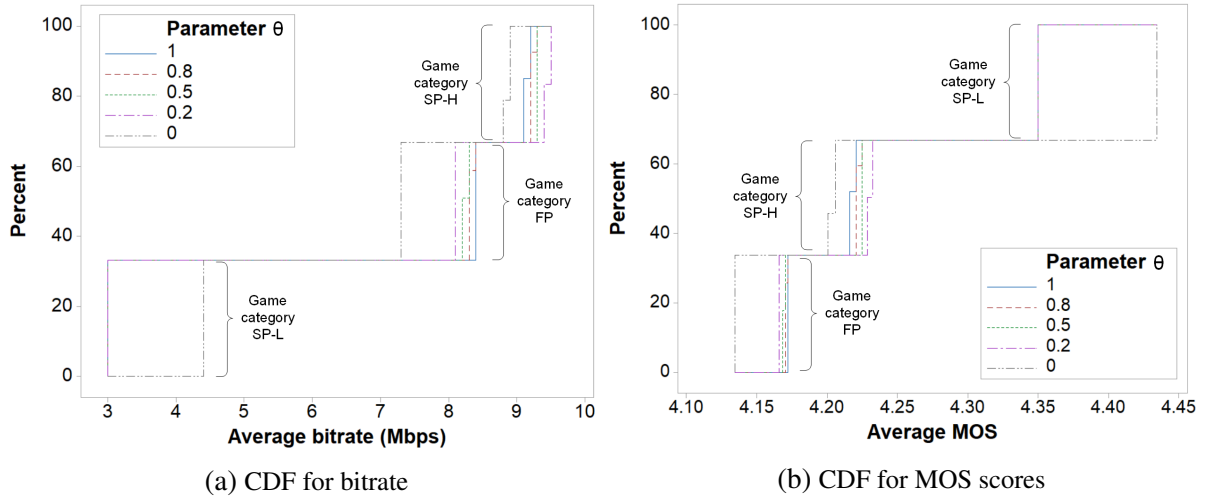 Parameter θ
1
0.8
0.5
0.2
0
Game
category
SP-H
Game
category
FP
Game
category
SP-L
100
80
60
40
20
0
Percent
3 4 5 6 7 8 9 10
Average bitrate (Mbps)
(a) CDF for bitrate
Game
category
SP-L
Game
category
SP-H
Game
category
FP
Parameter θ
1
0.8
0.5
0.2
0
100
80
60
40
20
0
Percent
4.10 4.15 4.20 4.25 4.30 4.35 4.40 4.45
Average MOS
(b) CDF for MOS scores